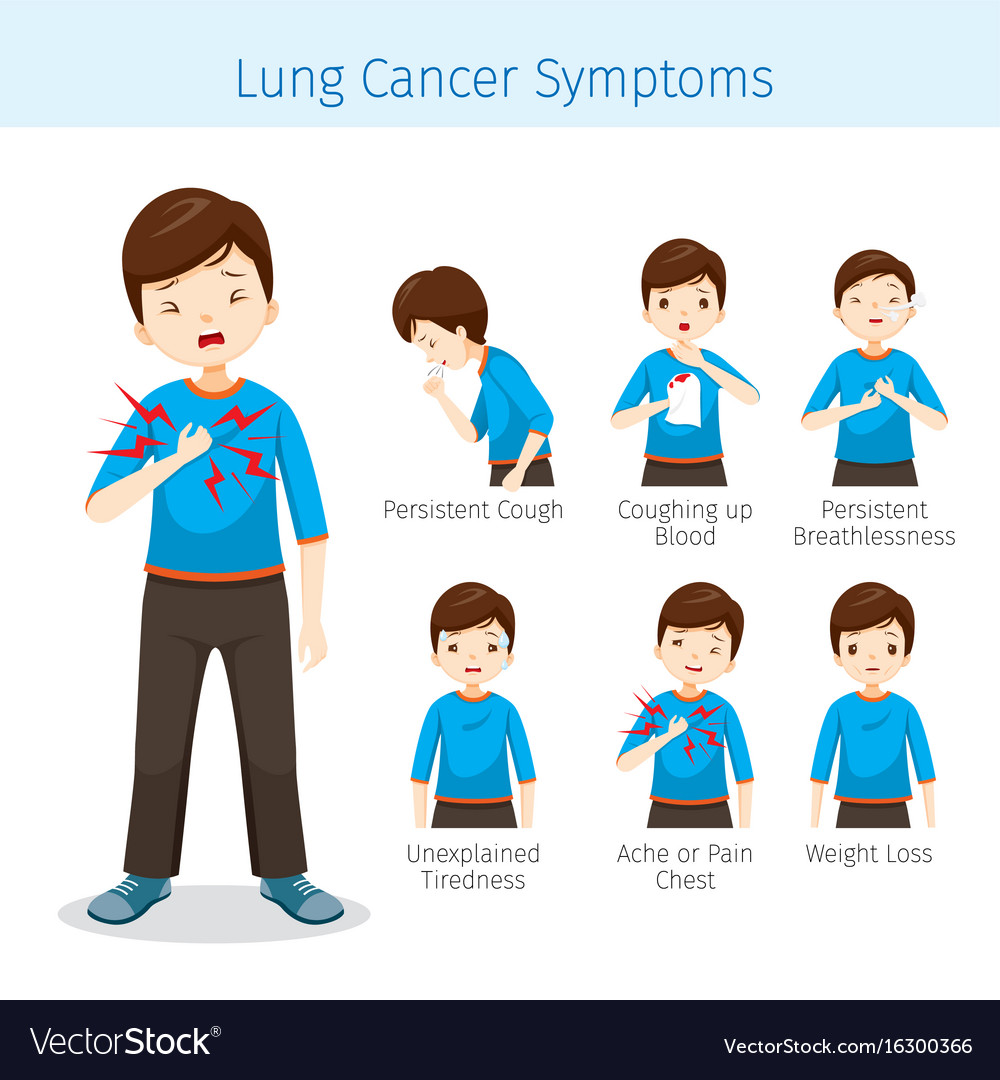 Lung Cancer Symptoms
Persistent Cough
Coughing up
Blood
Persistent
Breathlessness
Unexplained
Tiredness
Ache or Pain
Chest
Weight Loss
VectorStock®
VectorStock.com/16300366